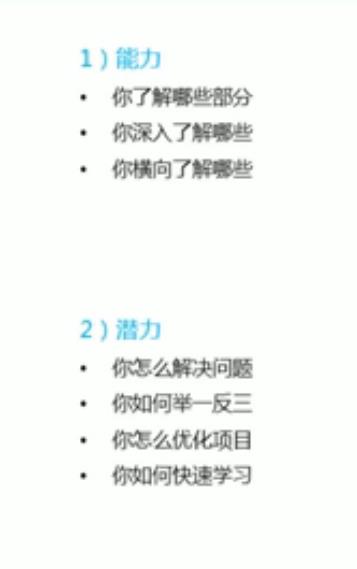 1）能力
• 你了解哪些部分
• 你深入了解哪些
• 你横向了解哪些
2）潜力
• 你怎么解决问题
• 你如何举一反三
• 你怎么优化项目
• 你如何快速学习